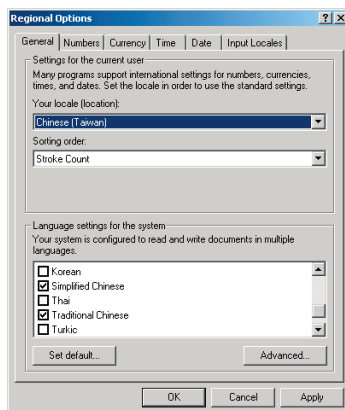 Regional Options
General Numbers Currency Time Date Input Locales
Settings for the current user
Many programs support international settings for numbers, currencies,
times, and dates. Set the locale in order to use the standard settings.
Your locale (location):
Chinese (Taiwan)
Sorting order:
Stroke Count
Language settings for the system
Your system is configured to read and write documents in multiple
languages.
Korean
Simplified Chinese
Thai
Traditional Chinese
Turkic
Set default... Advanced...
OK Cancel Apply